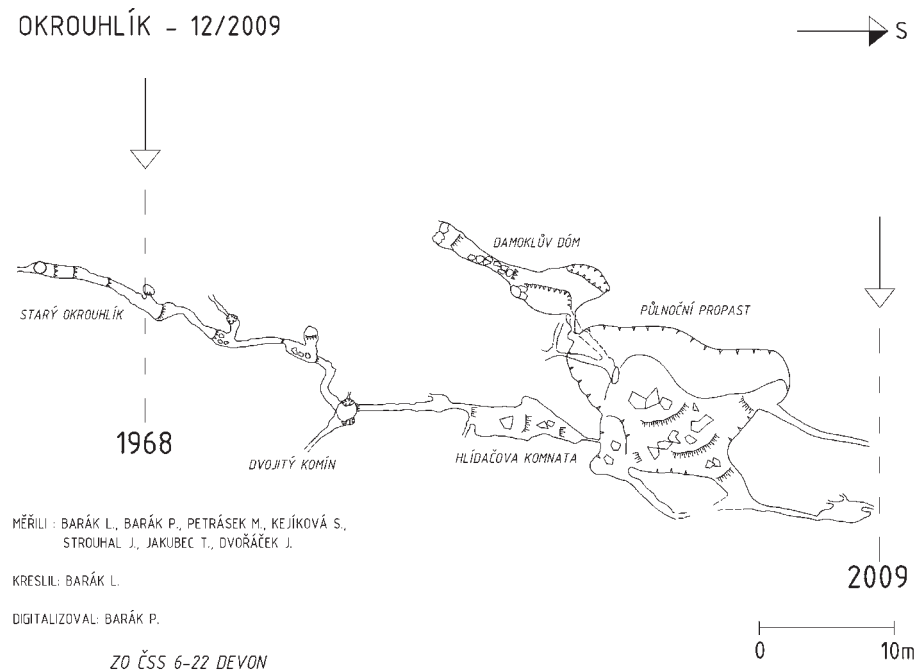 OKROUHLÍK - 12/2009
S
DAMOKLŮV DÓM
STARÝ OKROUHLÍK
PŮLNOČNÍ PROPAST
1968
DVOJITÝ KOMÍN
HLÍDAČOVA KOMNATA
MĚŘILI : BARÁK L., BARÁK P., PETRÁSEK M., KEJÍKOVÁ S.,
STROUHAL J., JAKUBEC T., DVOŘÁČEK J.
KRESLIL: BARÁK L.
2009
DIGITALIZOVAL: BARÁK P.
0 10m
ZO ČSS 6-22 DEVON